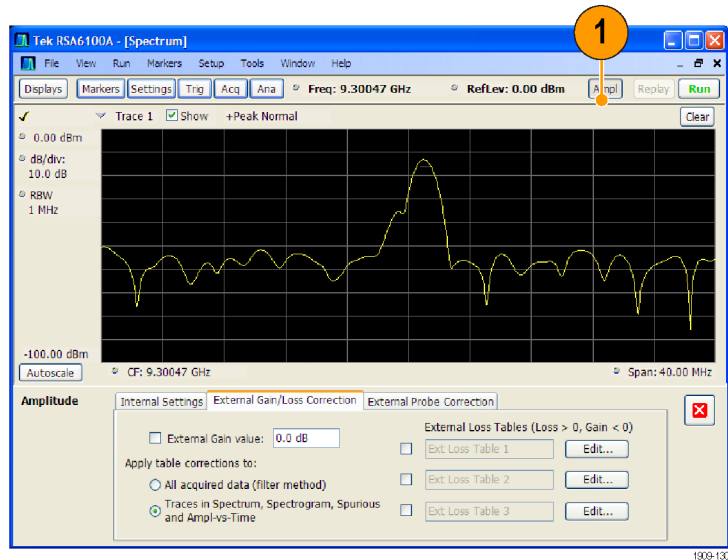 1
Tek RSA6100A - [Spectrum]
File View Run Markers Setup Tools Window Help
Displays Markers Settings Trig Acq Ana Freq: 9.30047 GHz RefLev: 0.00 dBm Ampl Replay Run
Trace 1 Show +Peak Normal Clear
0.00 dBm
dB/div:
10.0 dB
RBW
1 MHz
-100.00 dBm
Autoscale CF: 9.30047 GHz Span: 40.00 MHz
Amplitude
Internal Settings External Gain/Loss Correction External Probe Correction
External Loss Tables (Loss > 0, Gain < 0)
External Gain value: 0.0 dB
Ext Loss Table 1 Edit...
Apply table corrections to:
All acquired data (filter method)
Ext Loss Table 2 Edit...
Traces in Spectrum, Spectrogram, Spurious
and Ampl-vs-Time
Ext Loss Table 3 Edit...
1909-130